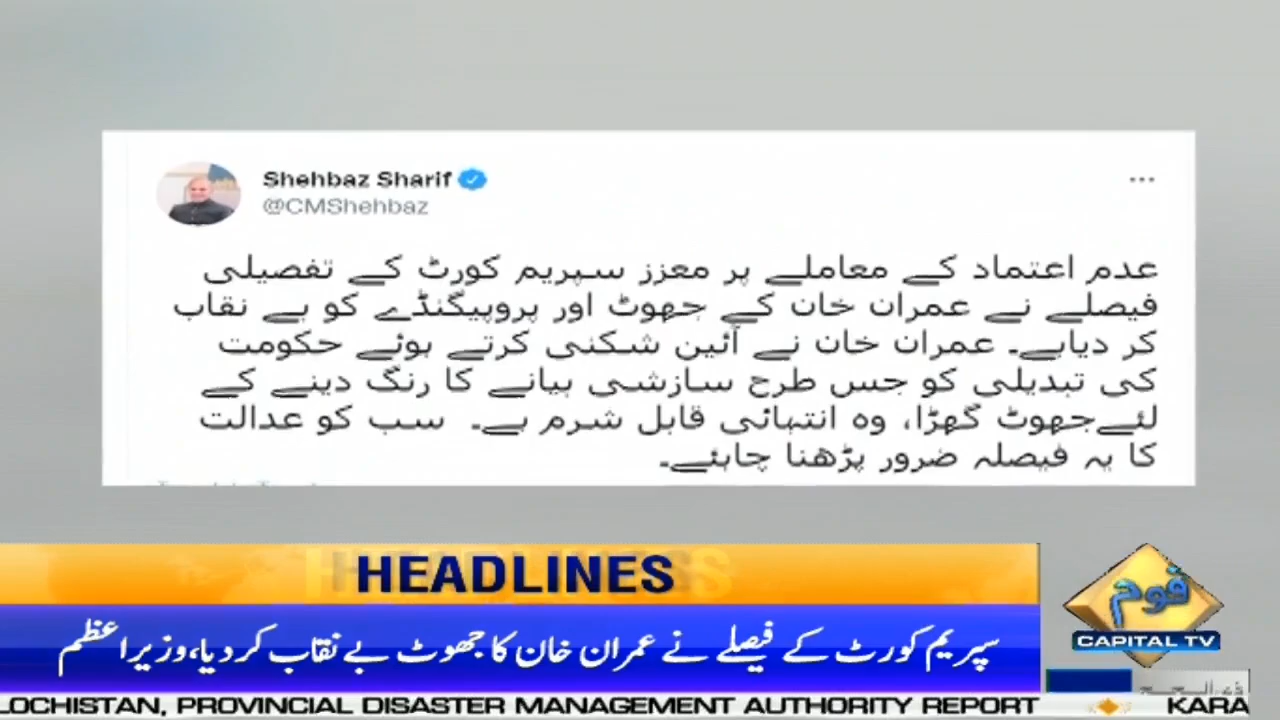 Shehbaz Sharif
@CMShehbaz
عدم اعتماد کے معاملے پر معزز سپریم کورٹ کے تفصیلی
فیصلے نے عمران خان کے جھوٹ اور پروپیگنڈے کو بے نقاب
کر دیاہے۔ عمران خان نے آئین شکنی کرتے ہوئے حکومت
کی تبدیلی کو جس طرح سازشی بیانے کا رنگ دینے کے
لئےجھوٹ گھڑا، وہ انتہائی قابل شرم ہے۔ سب کو عدالت
کا یہ فیصلہ ضرور پڑھنا چاہئے۔
HEADLINES
سپریم کورٹ کے فیصلے نے عمران خان کا جھوٹ بے نقاب کر دیا،وزیراعظم
قوم
CAPITAL TV
LOCHISTAN, PROVINCIAL DISASTER MANAGEMENT AUTHORITY REPORT KARA